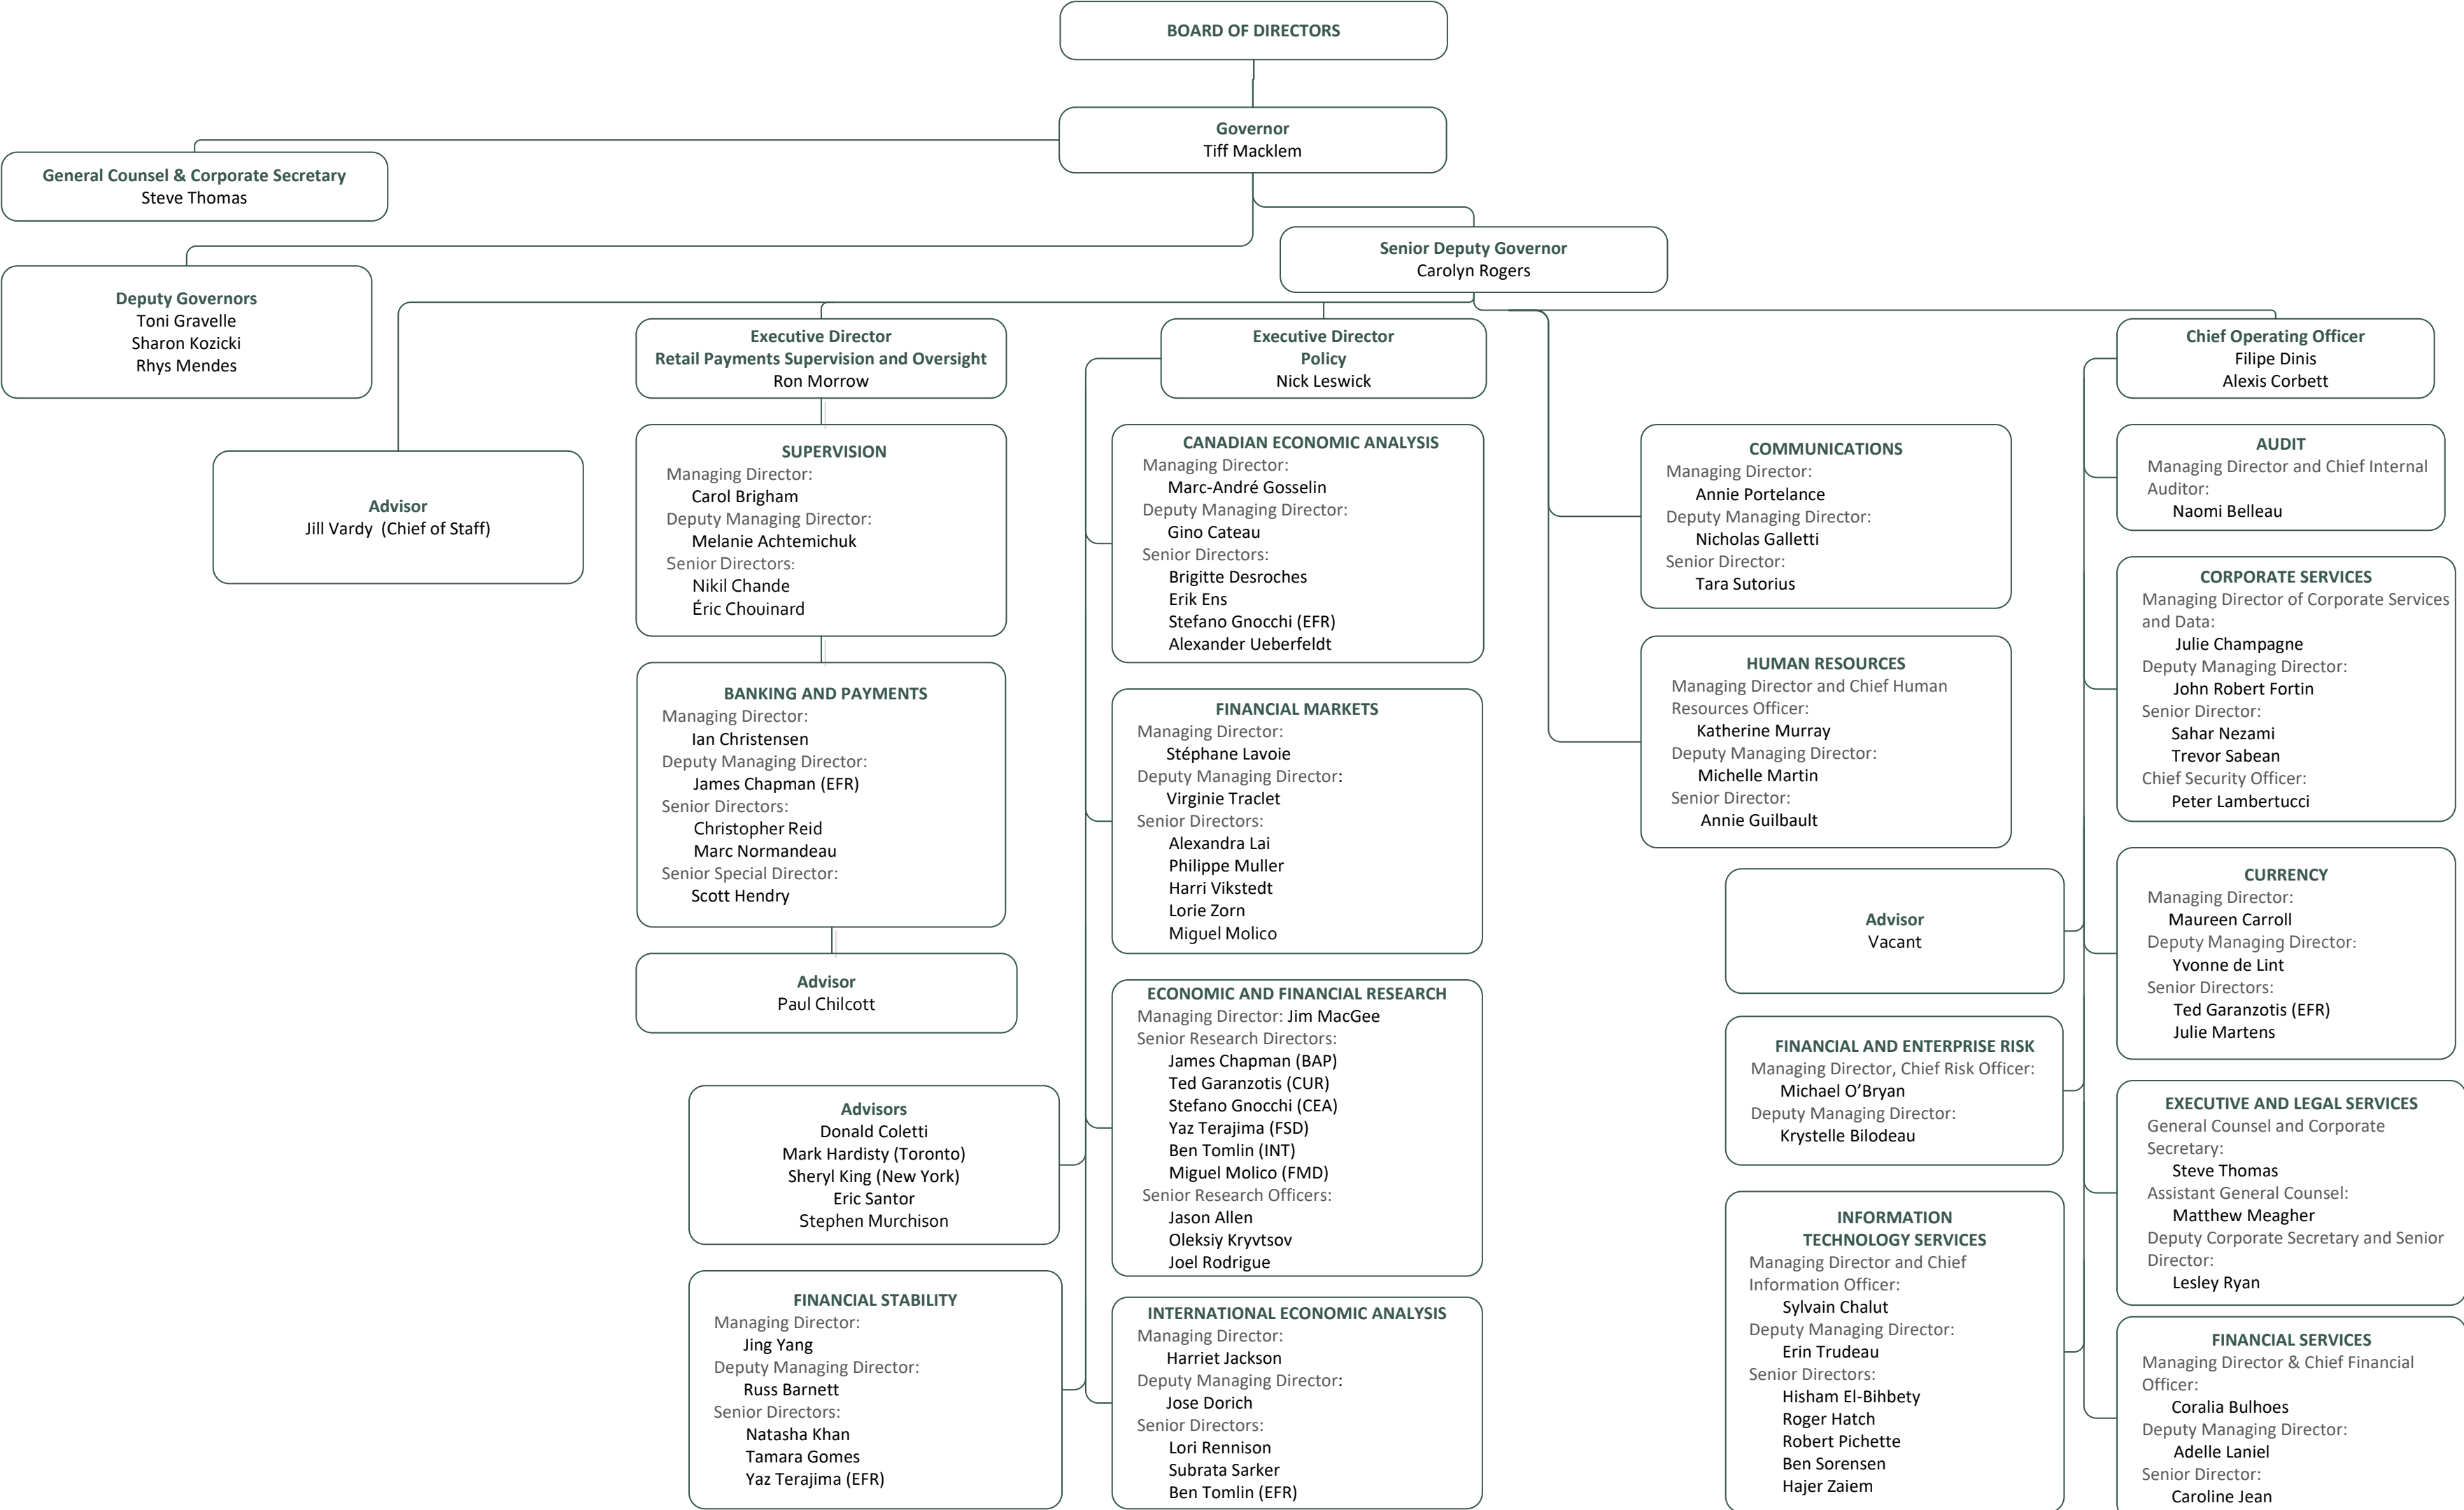 BOARD OF DIRECTORS
Governor
Tiff Macklem
General Counsel & Corporate Secretary
Steve Thomas
Senior Deputy Governor
Carolyn Rogers
Deputy Governors
Toni Gravelle
Sharon Kozicki
Rhys Mendes
Advisor
Jill Vardy (Chief of Staff)
Executive Director
Retail Payments Supervision and Oversight
Ron Morrow
SUPERVISION
Managing Director:
Carol Brigham
Deputy Managing Director:
Melanie Achtemichuk
Senior Directors:
Nikil Chande
Éric Chouinard
BANKING AND PAYMENTS
Managing Director:
Ian Christensen
Deputy Managing Director:
James Chapman (EFR)
Senior Directors:
Christopher Reid
Marc Normandeau
Senior Special Director:
Scott Hendry
Advisor
Paul Chilcott
Executive Director
Policy
Nick Leswick
CANADIAN ECONOMIC ANALYSIS
Managing Director:
Marc-André Gosselin
Deputy Managing Director:
Gino Cateau
Senior Directors:
Brigitte Desroches
Erik Ens
Stefano Gnocchi (EFR)
Alexander Ueberfeldt
FINANCIAL MARKETS
Managing Director:
Stéphane Lavoie
Deputy Managing Director:
Virginie Traclet
Senior Directors:
Alexandra Lai
Philippe Muller
Harri Vikstedt
Lorie Zorn
Miguel Molico
ECONOMIC AND FINANCIAL RESEARCH
Managing Director: Jim MacGee
Senior Research Directors:
James Chapman (BAP)
Ted Garanzotis (CUR)
Stefano Gnocchi (CEA)
Yaz Terajima (FSD)
Ben Tomlin (INT)
Miguel Molico (FMD)
Senior Research Officers:
Jason Allen
Oleksiy Kryvtsov
Joel Rodrigue
Advisors
Donald Coletti
Mark Hardisty (Toronto)
Sheryl King (New York)
Eric Santor
Stephen Murchison
FINANCIAL STABILITY
Managing Director:
Jing Yang
Deputy Managing Director:
Russ Barnett
Senior Directors:
Natasha Khan
Tamara Gomes
Yaz Terajima (EFR)
INTERNATIONAL ECONOMIC ANALYSIS
Managing Director:
Harriet Jackson
Deputy Managing Director:
Jose Dorich
Senior Directors:
Lori Rennison
Subrata Sarker
Ben Tomlin (EFR)
COMMUNICATIONS
Managing Director:
Annie Portelance
Deputy Managing Director:
Nicholas Galletti
Senior Director:
Tara Sutorius
HUMAN RESOURCES
Managing Director and Chief Human
Resources Officer:
Katherine Murray
Deputy Managing Director:
Michelle Martin
Senior Director:
Annie Guilbault
Chief Operating Officer
Filipe Dinis
Alexis Corbett
AUDIT
Managing Director and Chief Internal
Auditor:
Naomi Belleau
CORPORATE SERVICES
Managing Director of Corporate Services
and Data:
Julie Champagne
Deputy Managing Director:
John Robert Fortin
Senior Director:
Sahar Nezami
Trevor Sabean
Chief Security Officer:
Peter Lambertucci
Advisor
Vacant
CURRENCY
Managing Director:
Maureen Carroll
Deputy Managing Director:
Yvonne de Lint
Senior Directors:
Ted Garanzotis (EFR)
Julie Martens
FINANCIAL AND ENTERPRISE RISK
Managing Director, Chief Risk Officer:
Michael O’Bryan
Deputy Managing Director:
Krystelle Bilodeau
EXECUTIVE AND LEGAL SERVICES
General Counsel and Corporate
Secretary:
Steve Thomas
Assistant General Counsel:
Matthew Meagher
Deputy Corporate Secretary and Senior
Director:
Lesley Ryan
INFORMATION
TECHNOLOGY SERVICES
Managing Director and Chief
Information Officer:
Sylvain Chalut
Deputy Managing Director:
Erin Trudeau
Senior Directors:
Hisham El-Bihbety
Roger Hatch
Robert Pichette
Ben Sorensen
Hajer Zaiem
FINANCIAL SERVICES
Managing Director & Chief Financial
Officer:
Coralia Bulhoes
Deputy Managing Director:
Adelle Laniel
Senior Director:
Caroline Jean